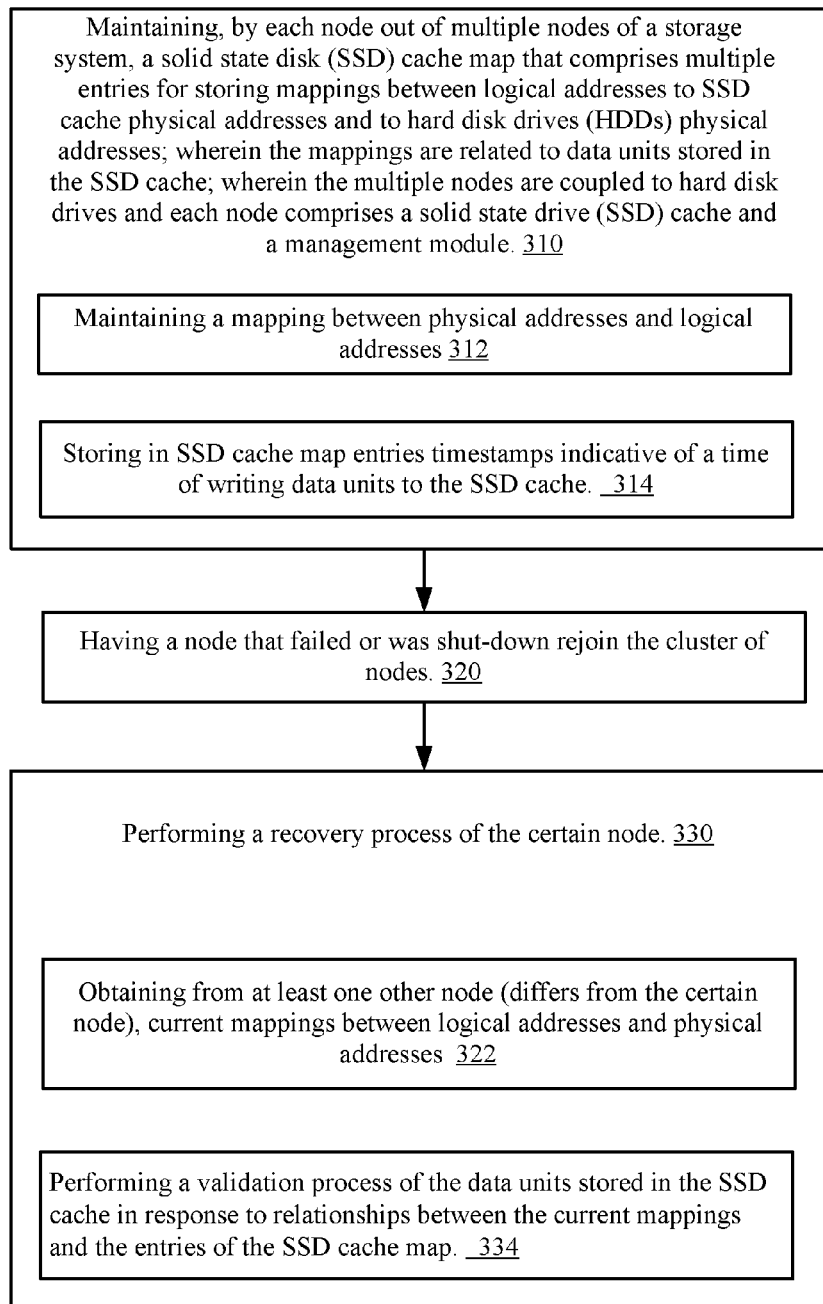 Maintaining, by each node out of multiple nodes of a storage
system, a solid state disk (SSD) cache map that comprises multiple
entries for storing mappings between logical addresses to SSD
cache physical addresses and to hard disk drives (HDDs) physical
addresses; wherein the mappings are related to data units stored in
the SSD cache; wherein the multiple nodes are coupled to hard disk
drives and each node comprises a solid state drive (SSD) cache and
a management module. 310
Maintaining a mapping between physical addresses and logical
addresses 312
Storing in SSD cache map entries timestamps indicative of a time
of writing data units to the SSD cache. 314
Having a node that failed or was shut-down rejoin the cluster of
nodes. 320
Performing a recovery process of the certain node. 330
Obtaining from at least one other node (differs from the certain
node), current mappings between logical addresses and physical
addresses 322
Performing a validation process of the data units stored in the SSD
cache in response to relationships between the current mappings
and the entries of the SSD cache map. 334